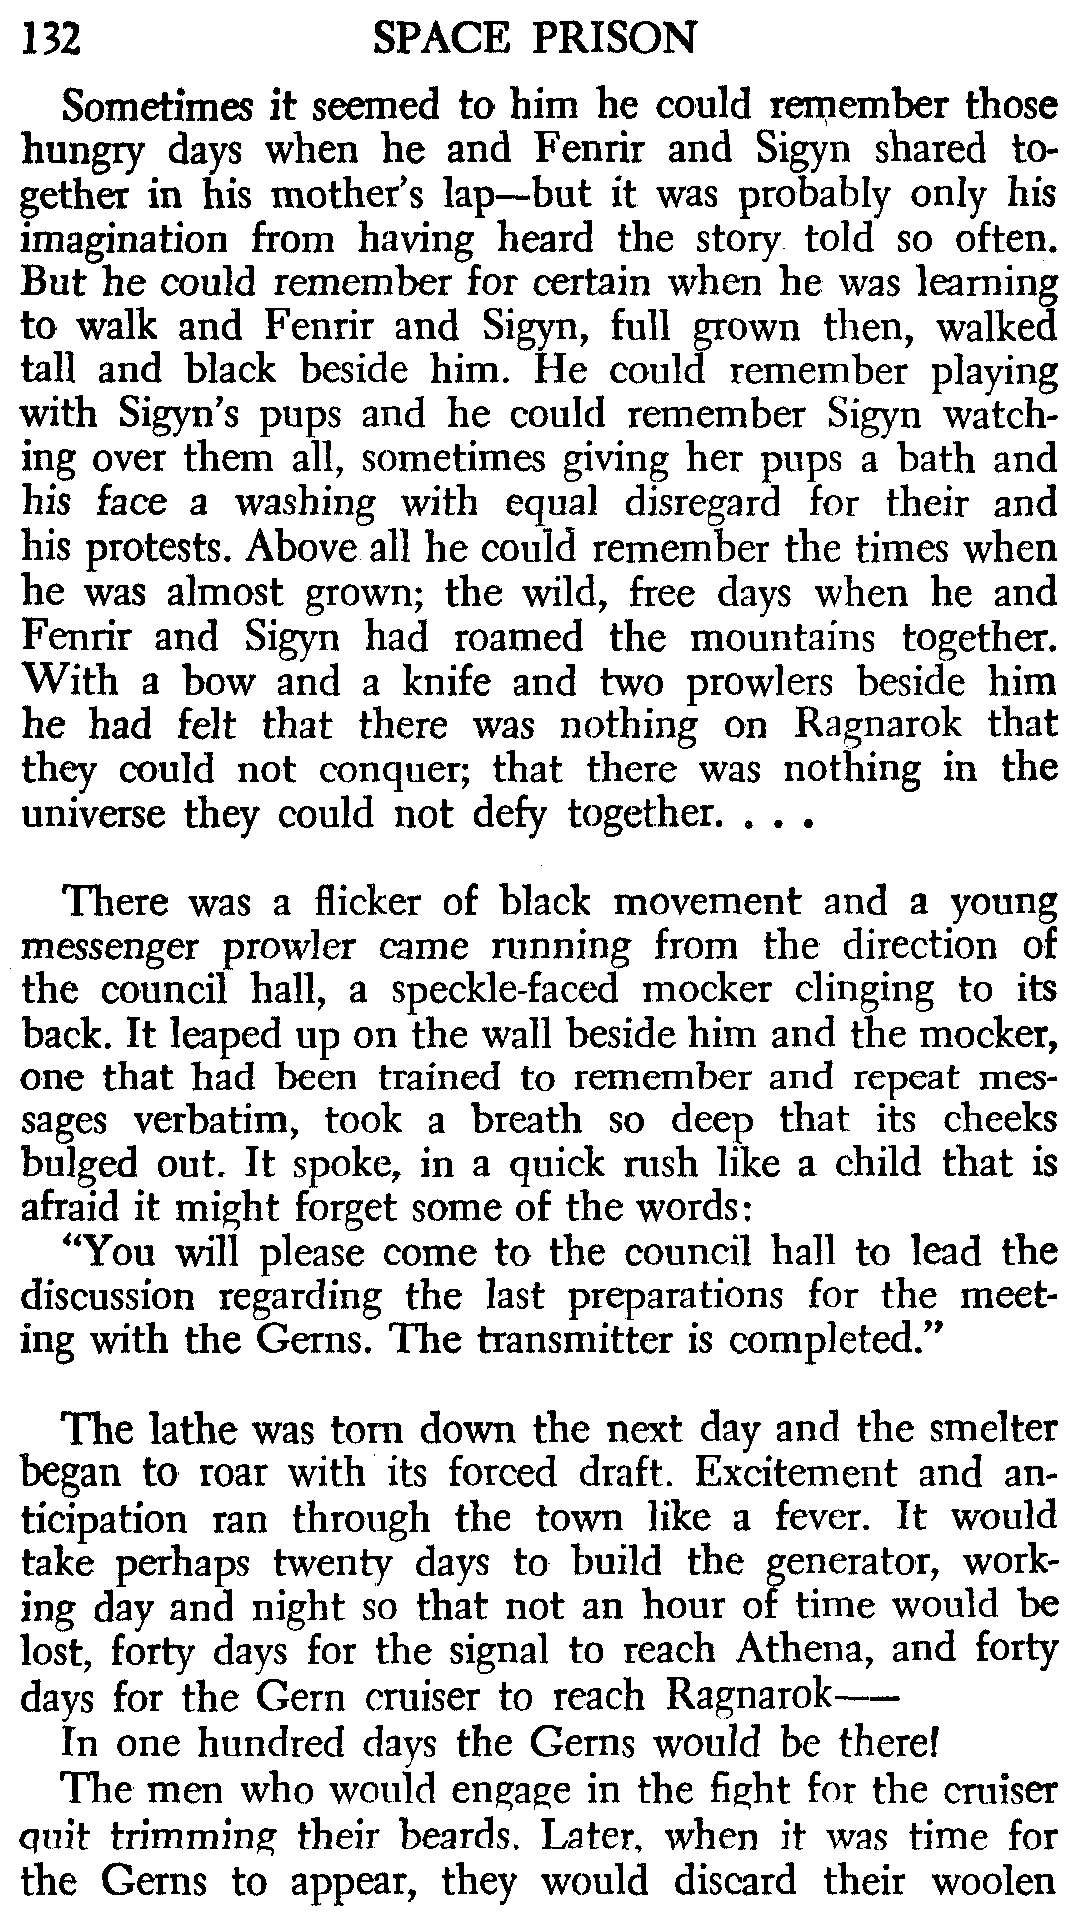 132 SPACE PRISON
Sometimes it seemed to him he could remember those
hungry days when he and Fenrir and Sigyn shared to-
gether in his mother's lap—but it was probably only his
imagination from having heard the story told so often.
But he could remember for certain when he was learning
to walk and Fenrir and Sigyn, full grown then, walked
tall and black beside him. He could remember playing
with Sigyn's pups and he could remember Sigyn watch-
ing over them all, sometimes giving her pups a bath and
his face a washing with equal disregard for their and
his protests. Above all he could remember the times when
he was almost grown; the wild, free days when he and
Fenrir and Sigyn had roamed the mountains together.
With a bow and a knife and two prowlers beside him
he had felt that there was nothing on Ragnarok that
they could not conquer; that there was nothing in the
universe they could not defy together. . . .
There was a flicker of black movement and a young
messenger prowler came running from the direction of
the council hall, a speckle-faced mocker clinging to its
back. It leaped up on the wall beside him and the mocker,
one that had been trained to remember and repeat mes-
sages verbatim, took a breath so deep that its cheeks
bulged out. It spoke, in a quick rush like a child that is
afraid it might forget some of the words:
"You will please come to the council hall to lead the
discussion regarding the last preparations for the meet-
ing with the Gerns. The transmitter is completed."
The lathe was torn down the next day and the smelter
began to roar with its forced draft. Excitement and an-
ticipation ran through the town like a fever. It would
take perhaps twenty days to build the generator, work-
ing day and night so that not an hour of time would be
lost, forty days for the signal to reach Athena, and forty
days for the Gern cruiser to reach Ragnarok——
In one hundred days the Gerns would be there!
The men who would engage in the fight for the cruiser
quit trimming their beards. Later, when it was time for
the Gerns to appear, they would discard their woolen